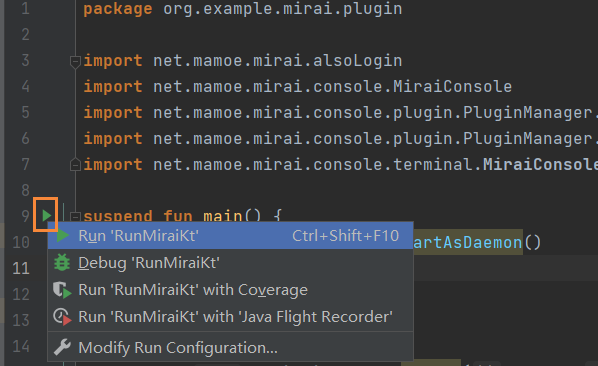 1 package org.example.mirai.plugin
2
3 import net.mamoe.mirai.alsoLogin
4 import net.mamoe.mirai.console.MiraiConsole
5 import net.mamoe.mirai.console.plugin.PluginManager.
6 import net.mamoe.mirai.console.plugin.PluginManager.
7 import net.mamoe.mirai.console.terminal.MiraiConsole
8
9 suspend fun main() {
Run 'RunMiraiKt' Ctrl+Shift+F10
10 artAsDaemon()
Debug 'RunMiraiKt'
11
Run 'RunMiraiKt' with Coverage
12
Run 'RunMiraiKt' with 'Java Flight Recorder'
13
Modify Run Configuration...
14